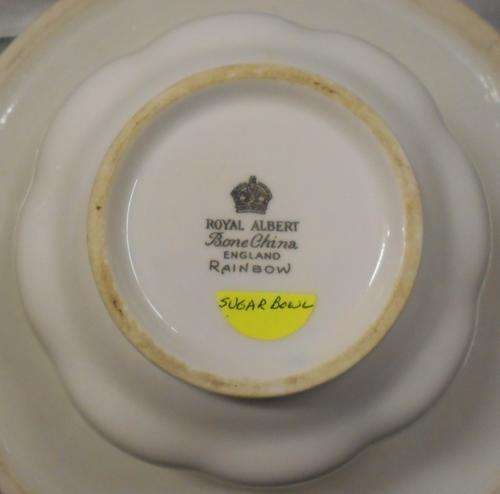 ROYAL ALBERT
Bone China
ENGLAND
RAINBOW
SUGAR BOWL